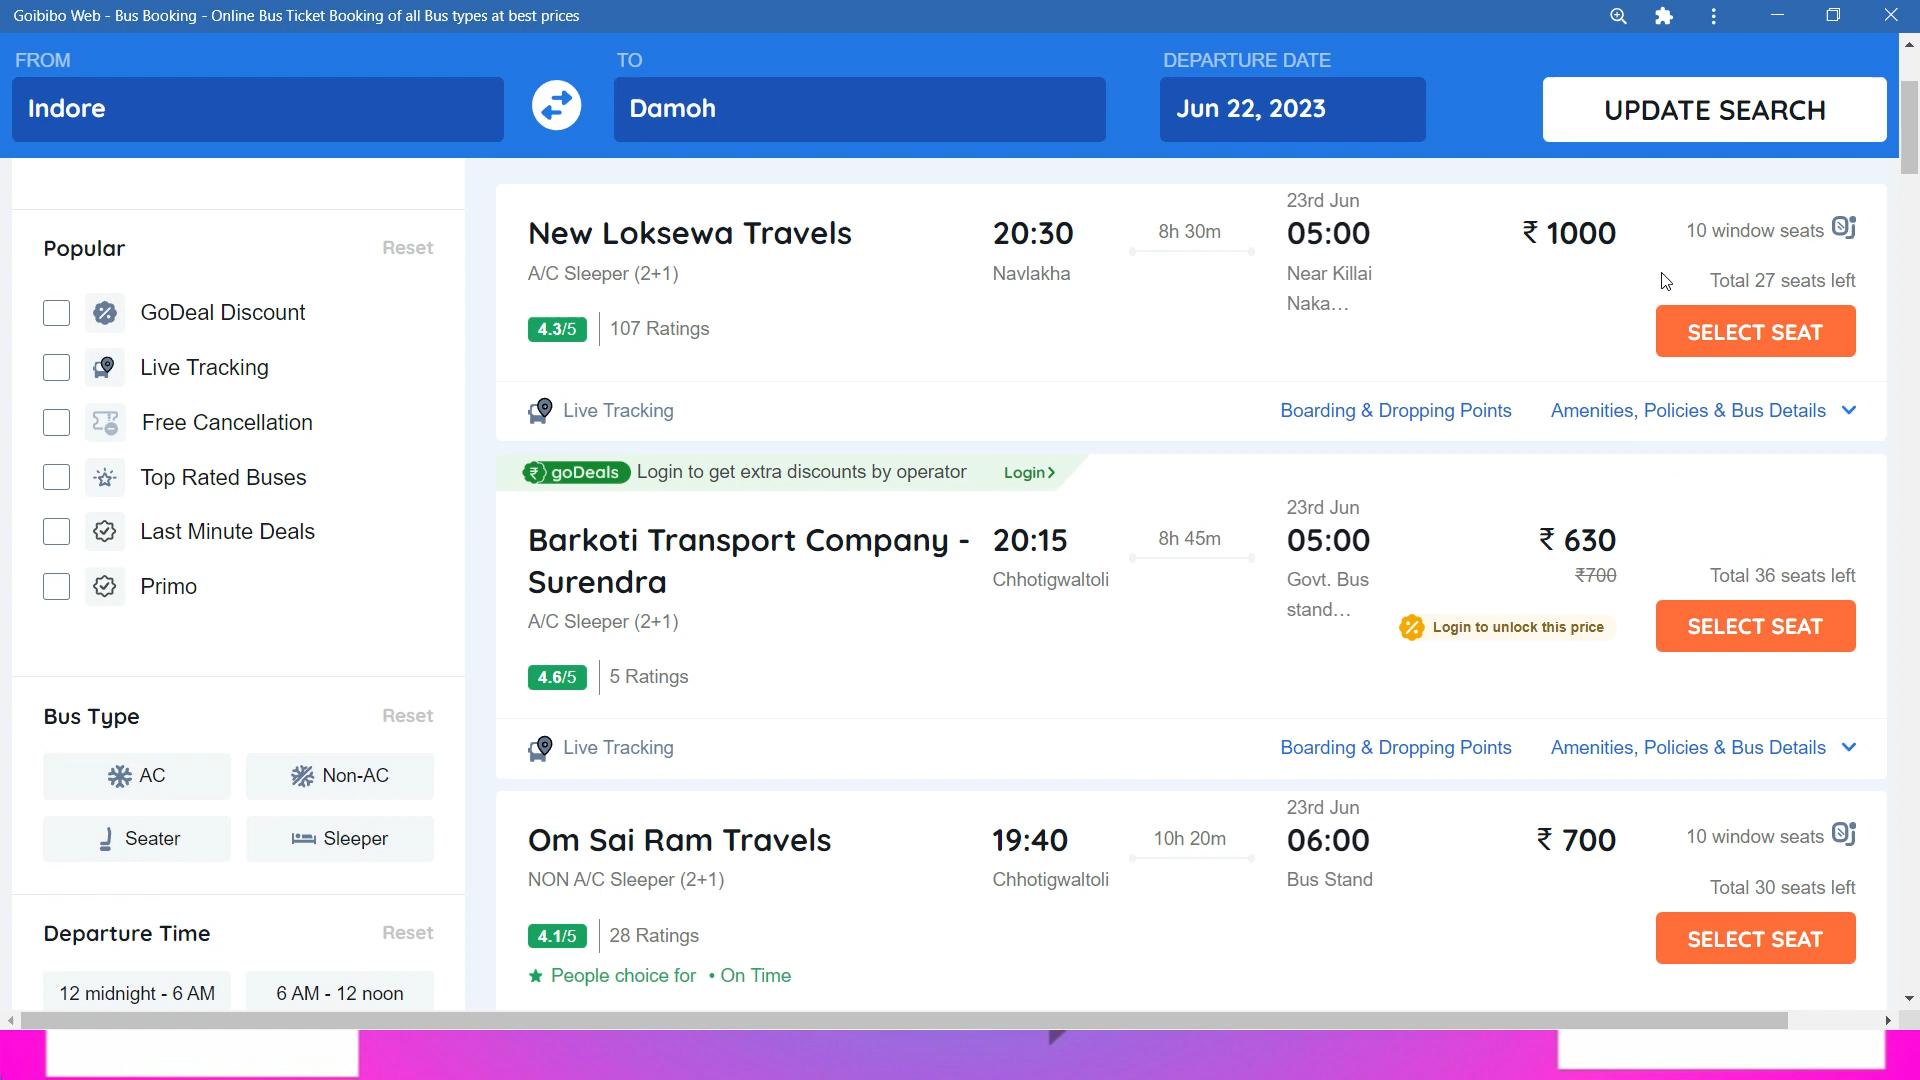 Goibibo Web - Bus Booking - Online Bus Ticket Booking of all Bus types at best prices
FROM
TO
DEPARTURE DATE
Indore
Damoh
Jun 22, 2023
UPDATE SEARCH
Popular
Reset
GoDeal Discount
Live Tracking
Free Cancellation
Top Rated Buses
Last Minute Deals
Primo
Bus Type
Reset
AC
Non-AC
Seater
Sleeper
Departure Time
Reset
12 midnight - 6 AM
6 AM - 12 noon
New Loksewa Travels
A/C Sleeper (2+1)
4.3/5
107 Ratings
20:30
Navlakha
8h 30m
23rd Jun
05:00
Near Killai
Naka...
₹ 1000
10 window seats
Total 27 seats left
SELECT SEAT
Live Tracking
Boarding & Dropping Points
Amenities, Policies & Bus Details
goDeals
Login to get extra discounts by operator
Login
Barkoti Transport Company -
Surendra
A/C Sleeper (2+1)
4.6/5
5 Ratings
20:15
Chhotigwaltoli
8h 45m
23rd Jun
05:00
Govt. Bus
stand...
₹ 630
₹700
Login to unlock this price
Total 36 seats left
SELECT SEAT
Live Tracking
Boarding & Dropping Points
Amenities, Policies & Bus Details
Om Sai Ram Travels
NON A/C Sleeper (2+1)
4.1/5
28 Ratings
People choice for • On Time
19:40
Chhotigwaltoli
10h 20m
23rd Jun
06:00
Bus Stand
₹ 700
10 window seats
Total 30 seats left
SELECT SEAT